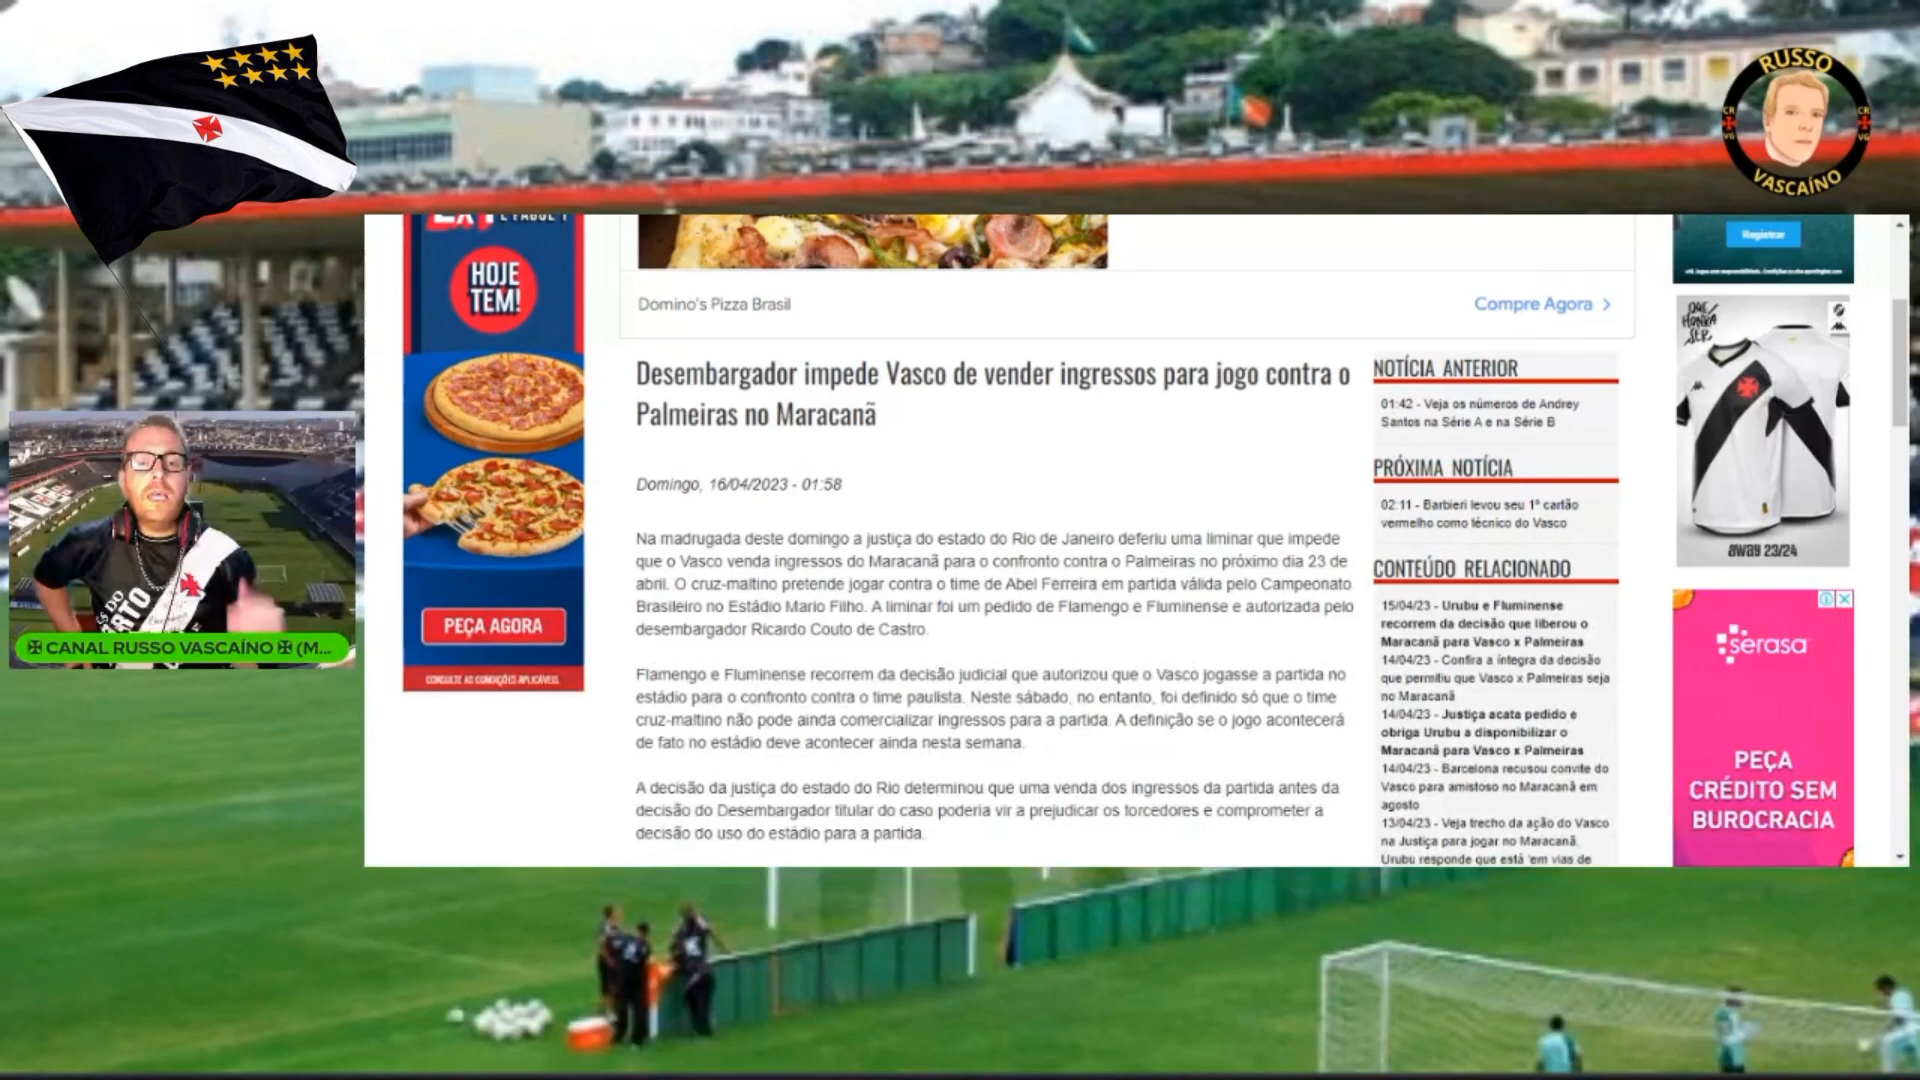 RUSSO
CR
VG
CR
VG
VASCAÍNO
E PAGUE 1
HOJE
TEM!
PEÇA AGORA
CONSULTE AS CONDIÇÕES APLICÁVEIS.
Domino's Pizza Brasil
Compre Agora
Desembargador impede Vasco de vender ingressos para jogo contra o
Palmeiras no Maracanã
Domingo, 16/04/2023 - 01:58
Na madrugada deste domingo a justiça do estado do Rio de Janeiro deferiu uma liminar que impede
que o Vasco venda ingressos do Maracanã para o confronto contra o Palmeiras no próximo dia 23 de
abril. O cruz-maltino pretende jogar contra o time de Abel Ferreira em partida válida pelo Campeonato
Brasileiro no Estádio Mario Filho. A liminar foi um pedido de Flamengo e Fluminense e autorizada pelo
desembargador Ricardo Couto de Castro.
Flamengo e Fluminense recorrem da decisão judicial que autorizou que o Vasco jogasse a partida no
estádio para o confronto contra o time paulista. Neste sábado, no entanto, foi definido só que o time
cruz-maltino não pode ainda comercializar ingressos para a partida. A definição se o jogo acontecerá
de fato no estádio deve acontecer ainda nesta semana.
A decisão da justiça do estado do Rio determinou que uma venda dos ingressos da partida antes da
decisão do Desembargador titular do caso poderia vir a prejudicar os torcedores e comprometer a
decisão do uso do estádio para a partida.
NOTÍCIA ANTERIOR
01:42 - Veja os números de Andrey
Santos na Série A e na Série B
PRÓXIMA NOTÍCIA
02:11 - Barbieri levou seu 1º cartão
vermelho como técnico do Vasco
CONTEÚDO RELACIONADO
15/04/23 - Urubu e Fluminense
recorrem da decisão que liberou o
Maracanã para Vasco x Palmeiras
14/04/23 - Confira a íntegra da decisão
que permitiu que Vasco x Palmeiras seja
no Maracanã
14/04/23 - Justiça acata pedido e
obriga Urubu a disponibilizar o
Maracanã para Vasco x Palmeiras
14/04/23 - Barcelona recusou convite do
Vasco para amistoso no Maracanã em
agosto
13/04/23 - Veja trecho da ação do Vasco
na Justiça para jogar no Maracanã.
Urubu responde que está 'em vias de
Registrar
QUE
HONRA
SER
away 23/24
serasa
PEÇA
CRÉDITO SEM
BUROCRACIA
CANAL RUSSO VASCAÍNO (M...